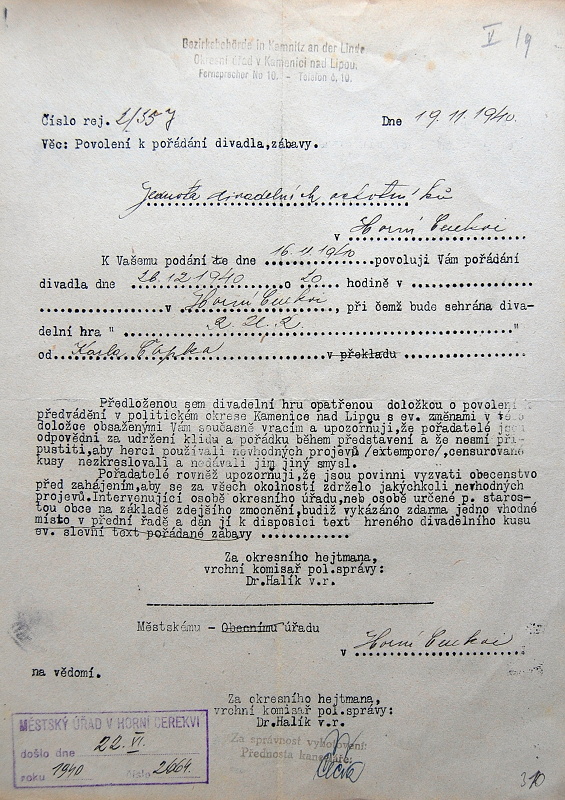 V/9
Bezirksbehörde in Kamnitz an der Linde
Okresní úřad v Kamenici nad Lipou.
Fernsprecher No 10. - Telefon č. 10.
Číslo rej. 2/357 Dne 19.11.1940.
Věc: Povolení k pořádání divadla,zábavy.
Jednota divadelních ochotníků
v Horní Cerekvi
K Vašemu podání ze dne 16.11.1940 povoluji Vám pořádání
divadla dne 26.12.1940 o 20 hodině v
v Horní Cerekvi, při čemž bude sehrána diva-
delní hra " R.U.R. "
od Karla Čapka v překladu
Předloženou sem divadelní hru opatřenou doložkou o povolení k
předvádění v politickém okrese Kamenice nad Lipou s ev. změnami v této
doložce obsaženými Vám současně vracím a upozorňuji, že pořadatelé jsou
odpovědni za udržení klidu a pořádku během představení a že nesmí při-
pustiti,aby herci používali nevhodných projevů /extempore/,censurované
kusy nezkreslovali a nedávali jim jiný smysl.
Pořadatelé rovněž upozorňuji,že jsou povinni vyzvati obecenstvo
před zahájením,aby se za všech okolností zdrželo jakýchkoli nevhodných
projevů.Intervenující osobě okresního úřadu,neb osobě určené p. staros-
tou obce na základě zdejšího zmocnění,budiž vykázáno zdarma jedno vhodné
místo v přední řadě a dán jí k disposici text hreného divadelního kusu
ev. slevní text pořádané zábavy
Za okresního hejtmana,
vrchní komisař pol.správy:
Dr.Halík v.r.
Městskému - Obecnímu úřadu
v Horní Cerekvi
na vědomí.
Za okresního hejtmana,
vrchní komisař pol.správy:
Dr.Halík v.r.
Za správnost vyhotovení:
Přednosta kanceláře:
MĚSTSKÝ ÚŘAD V HORNÍ CEREKVI
došlo dne 22. XI.
roku 1940 číslo 2664.
310